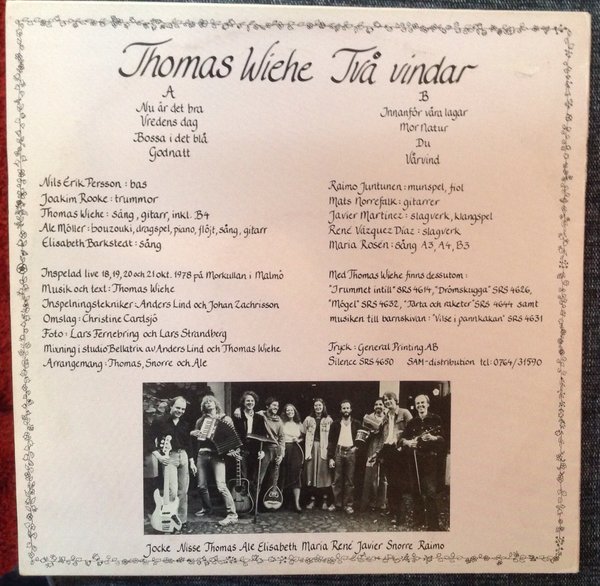 Thomas Wiehe Två vindar
A
Nu är det bra
Vredens dag
Bossa i det blå
Godnatt
B
Innanför våra lagar
Mor Natur
Du
Vårvind
Nils Erik Persson: bas
Joakim Rooke: trummor
Thomas Wiehe: sång, gitarr, inkl. B4
Ale Möller: bouzouki, dragspel, piano, flöjt, sång, gitarr
Elisabeth Barkstedt: sång
Raimo Juntunen: munspel, fiol
Mats Norrefalk: gitarrer
Javier Martinez: slagverk, klangspel
René Vázquez Díaz: slagverk
Maria Rosén: sång A3, A4, B3
Inspelad live 18, 19, 20 och 21 okt. 1978 på Morkullan i Malmö
Musik och text: Thomas Wiehe
Inspelningstekniker: Anders Lind och Johan Zachrisson
Omslag: Christine Cardsjö
Foto: Lars Fernebring och Lars Strandberg
Mixning i studio Bellatrix av Anders Lind och Thomas Wiehe
Arrangemang: Thomas, Snorre och Ale
Med Thomas Wiehe finns dessutom:
"I rummet intill" SRS 4614, "Drömskugga" SRS 4626,
"Mögel" SRS 4632, "Tårta och raketer" SRS 4644 samt
musiken till barnskivan: "Vilse i pannkakan" SRS 4631
Tryck: General Printing AB
Silence SRS 4650 SAM-distribution tel: 0764/31590
Jocke Nisse Thomas Ale Elisabeth Maria René Javier Snorre Raimo